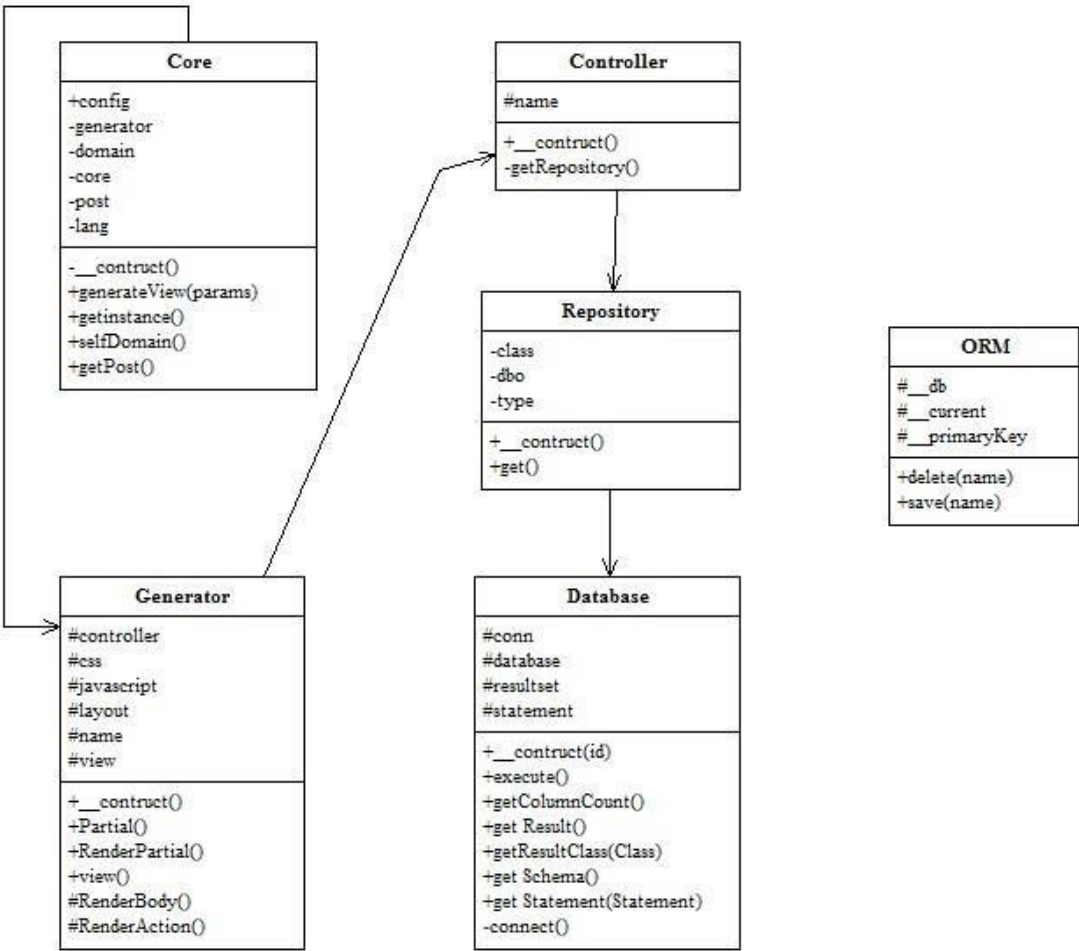 Core
+config
-generator
-domain
-core
-post
-lang
-__contruct()
+generateView(params)
+getinstance()
+selfDomain()
+getPost()
Controller
#name
+__contruct()
-getRepository()
Repository
-class
-dbo
-type
+__contruct()
+get()
ORM
#__db
#__current
#__primaryKey
+delete(name)
+save(name)
Generator
#controller
#css
#javascript
#layout
#name
#view
+__contruct()
+Partial()
+RenderPartial()
+view()
#RenderBody()
#RenderAction()
Database
#conn
#database
#resultset
#statement
+__contruct(id)
+execute()
+getColumnCount()
+get Result()
+getResultClass(Class)
+get Schema()
+get Statement(Statement)
-connect()